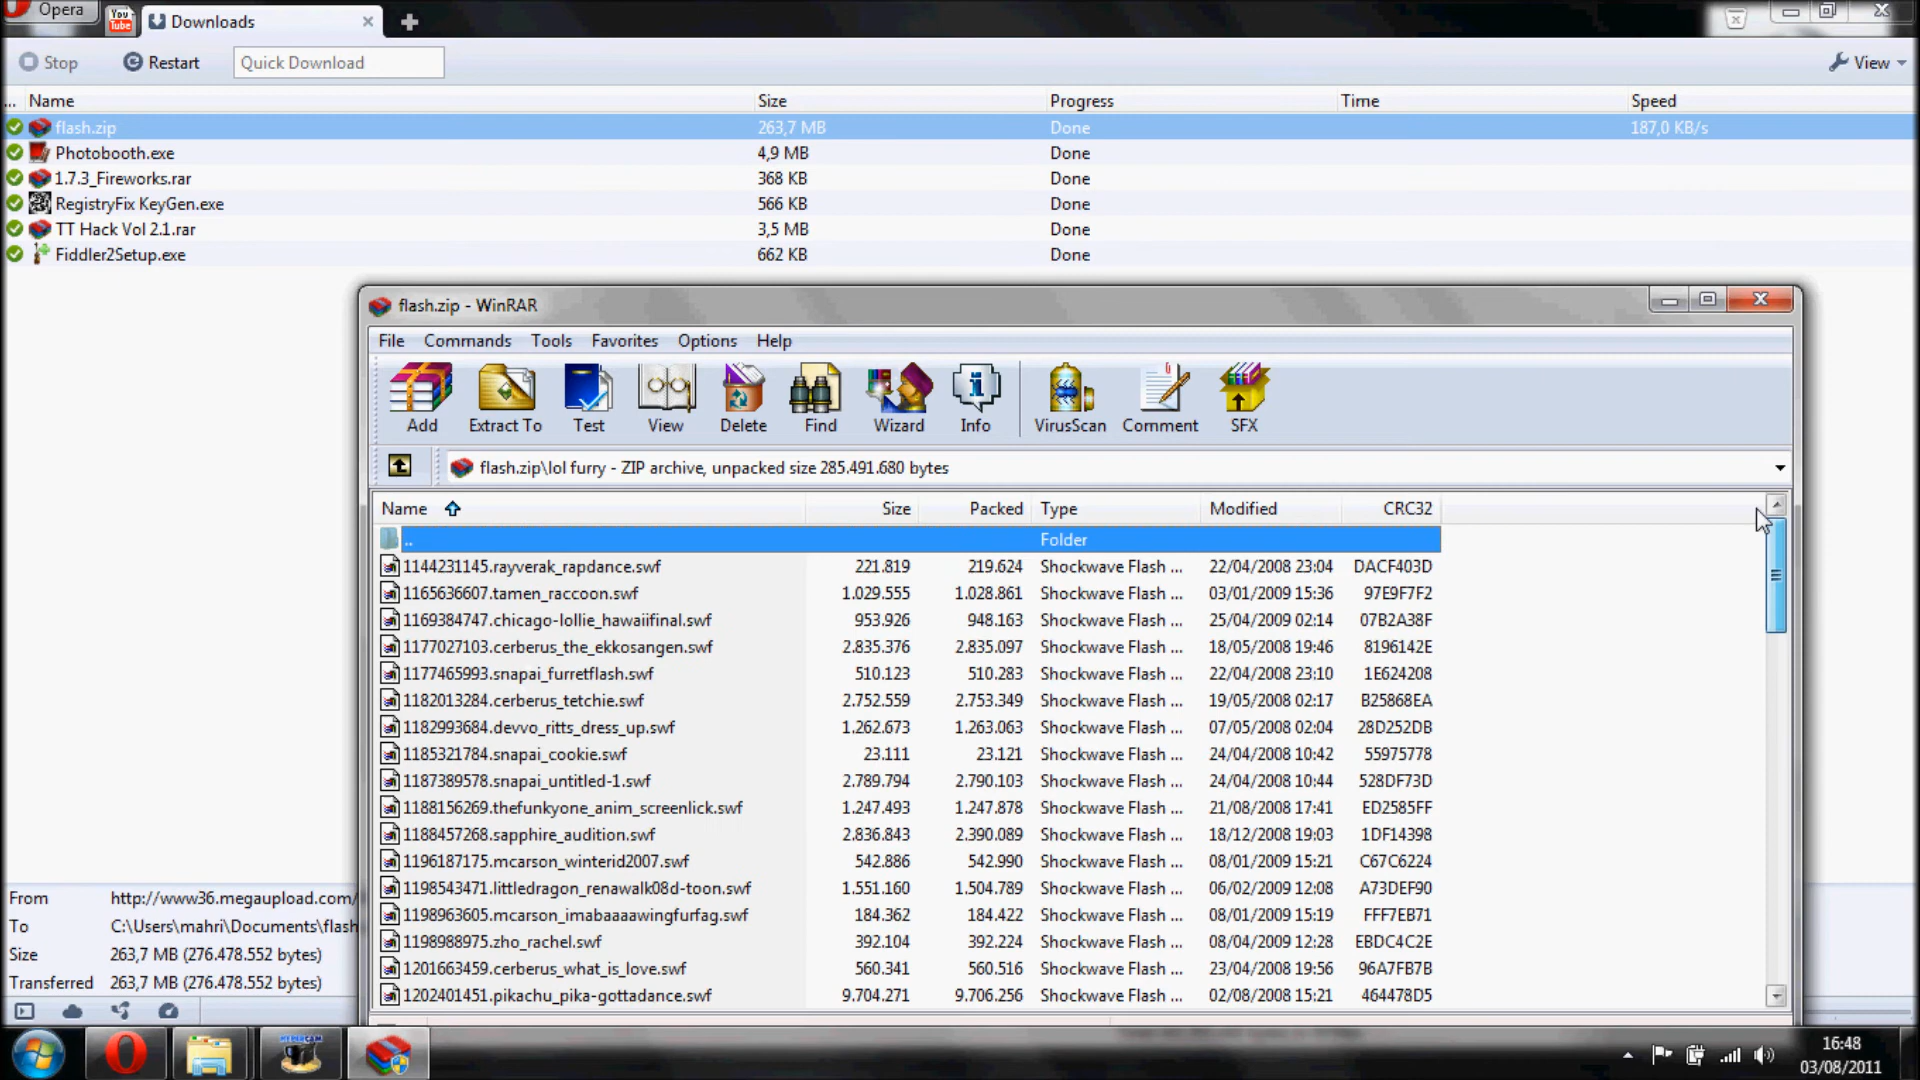 Opera
You Tube
Downloads
Stop
Restart
Quick Download
View
... Name Size Progress Time Speed
flash.zip 263,7 MB Done 187,0 KB/s
Photobooth.exe 4,9 MB Done
1.7.3_Fireworks.rar 368 KB Done
RegistryFix KeyGen.exe 566 KB Done
TT Hack Vol 2.1.rar 3,5 MB Done
Fiddler2Setup.exe 662 KB Done
flash.zip - WinRAR
File Commands Tools Favorites Options Help
Add Extract To Test View Delete Find Wizard Info VirusScan Comment SFX
flash.zip\lol furry - ZIP archive, unpacked size 285.491.680 bytes
Name Size Packed Type Modified CRC32
.. Folder
1144231145.rayverak_rapdance.swf 221.819 219.624 Shockwave Flash ... 22/04/2008 23:04 DACF403D
1165636607.tamen_raccoon.swf 1.029.555 1.028.861 Shockwave Flash ... 03/01/2009 15:36 97E9F7F2
1169384747.chicago-lollie_hawaiifinal.swf 953.926 948.163 Shockwave Flash ... 25/04/2009 02:14 07B2A38F
1177027103.cerberus_the_ekkosangen.swf 2.835.376 2.835.097 Shockwave Flash ... 18/05/2008 19:46 8196142E
1177465993.snapai_furretflash.swf 510.123 510.283 Shockwave Flash ... 22/04/2008 23:10 1E624208
1182013284.cerberus_tetchie.swf 2.752.559 2.753.349 Shockwave Flash ... 19/05/2008 02:17 B25868EA
1182993684.devvo_ritts_dress_up.swf 1.262.673 1.263.063 Shockwave Flash ... 07/05/2008 02:04 28D252DB
1185321784.snapai_cookie.swf 23.111 23.121 Shockwave Flash ... 24/04/2008 10:42 55975778
1187389578.snapai_untitled-1.swf 2.789.794 2.790.103 Shockwave Flash ... 24/04/2008 10:44 528DF73D
1188156269.thefunkyone_anim_screenlick.swf 1.247.493 1.247.878 Shockwave Flash ... 21/08/2008 17:41 ED2585FF
1188457268.sapphire_audition.swf 2.836.843 2.390.089 Shockwave Flash ... 18/12/2008 19:03 1DF14398
1196187175.mcarson_winterid2007.swf 542.886 542.990 Shockwave Flash ... 08/01/2009 15:21 C67C6224
1198543471.littledragon_renawalk08d-toon.swf 1.551.160 1.504.789 Shockwave Flash ... 06/02/2009 12:08 A73DEF90
1198963605.mcarson_imabaaaawingfurfag.swf 184.362 184.422 Shockwave Flash ... 08/01/2009 15:19 FFF7EB71
1198988975.zho_rachel.swf 392.104 392.224 Shockwave Flash ... 08/04/2009 12:28 EBDC4C2E
1201663459.cerberus_what_is_love.swf 560.341 560.516 Shockwave Flash ... 23/04/2008 19:56 96A7FB7B
1202401451.pikachu_pika-gottadance.swf 9.704.271 9.706.256 Shockwave Flash ... 02/08/2008 15:21 464478D5
From http://www36.megaupload.com/
To C:\Users\mahri\Documents\flash
Size 263,7 MB (276.478.552 bytes)
Transferred 263,7 MB (276.478.552 bytes)
HYPERCAM
16:48
03/08/2011